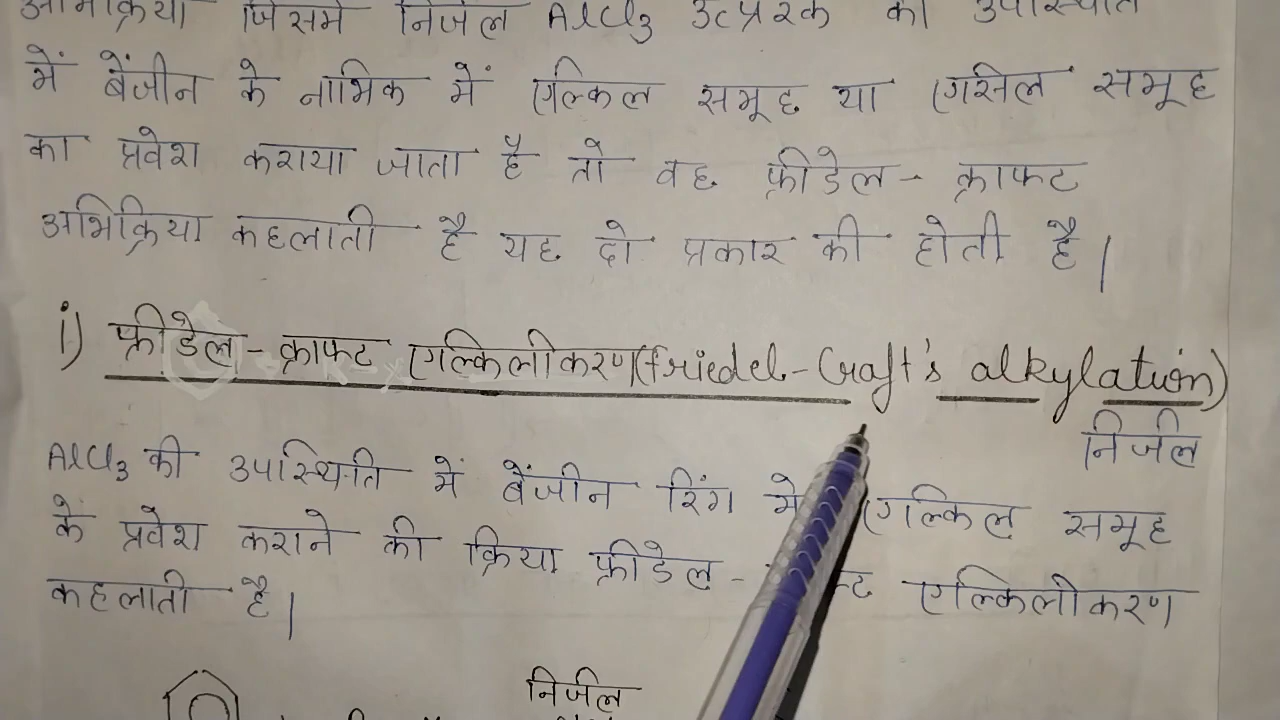 अभिक्रिया जिसमें निर्जल AlCl3 उत्प्रेरक की उपस्थिति
में बेंजीन के नाभिक में एल्किल समूह या एसिल समूह
का प्रवेश कराया जाता है तो वह फ्रीडेल - क्राफ्ट
अभिक्रिया कहलाती है यह दो प्रकार की होती है।
i) फ्रीडेल - क्राफ्ट एल्किलीकरण (friedel - Craft's alkylation)
निर्जल
AlCl3 की उपस्थिति में बेंजीन रिंग में एल्किल समूह
के प्रवेश कराने की क्रिया फ्रीडेल - एल्किलीकरण
कहलाती है।
निर्जल